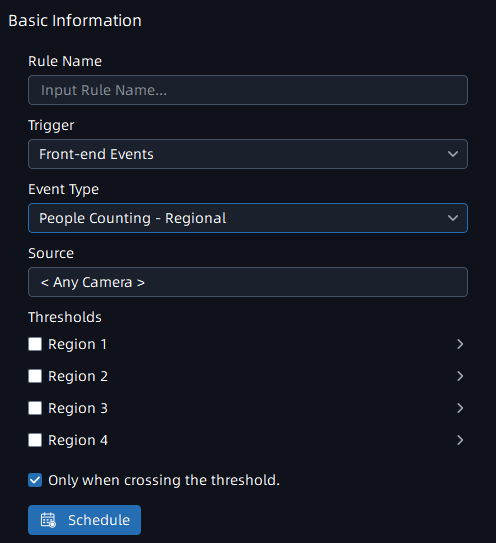 Basic Information
Rule Name
Input Rule Name...
Trigger
Front-end Events
Event Type
People Counting - Regional
Source
< Any Camera >
Thresholds
Region 1
Region 2
Region 3
Region 4
Only when crossing the threshold.
Schedule